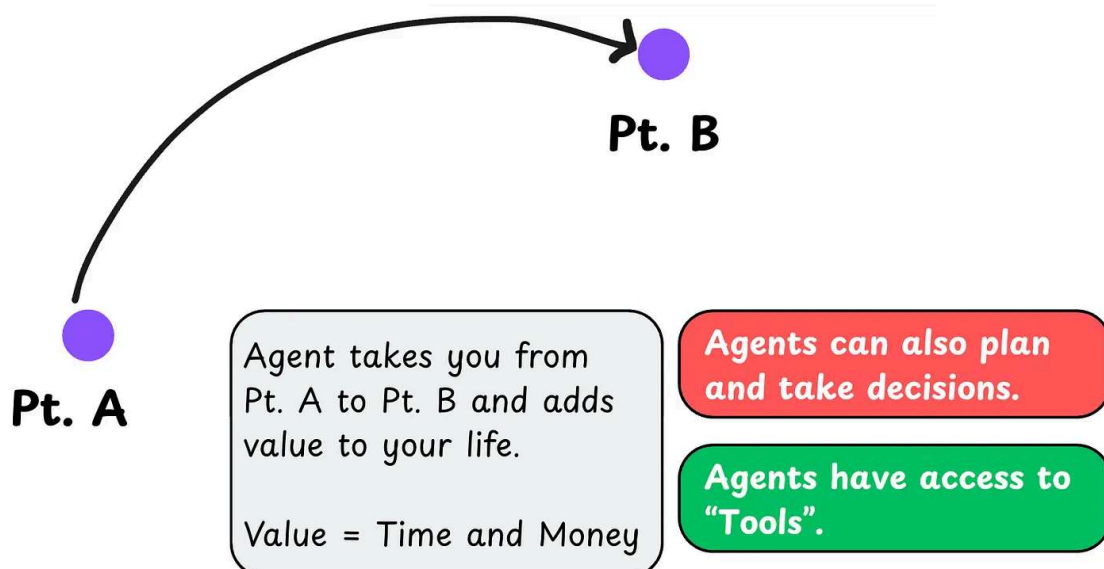 Pt. B
Pt. A
Agent takes you from
Pt. A to Pt. B and adds
value to your life.
Value = Time and Money
Agents can also plan
and take decisions.
Agents have access to
“Tools”.